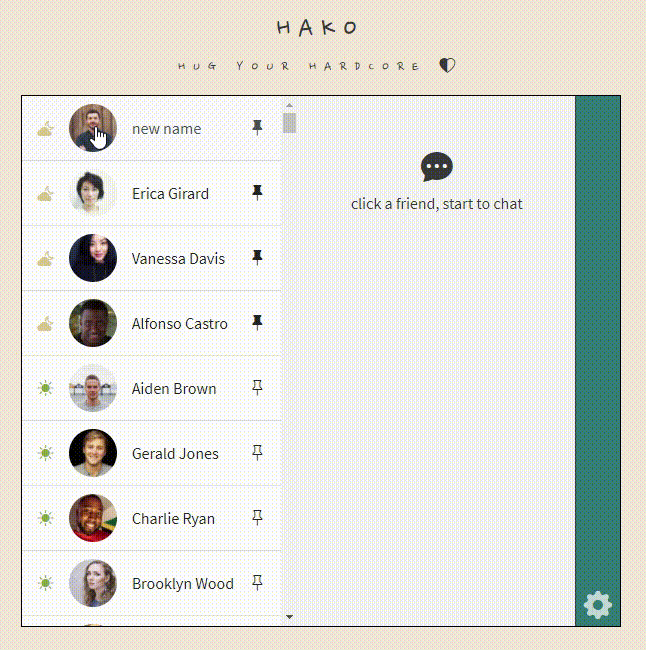 HAKO
HUG YOUR HARDCORE
new name
Erica Girard
Vanessa Davis
Alfonso Castro
Aiden Brown
Gerald Jones
Charlie Ryan
Brooklyn Wood
click a friend, start to chat